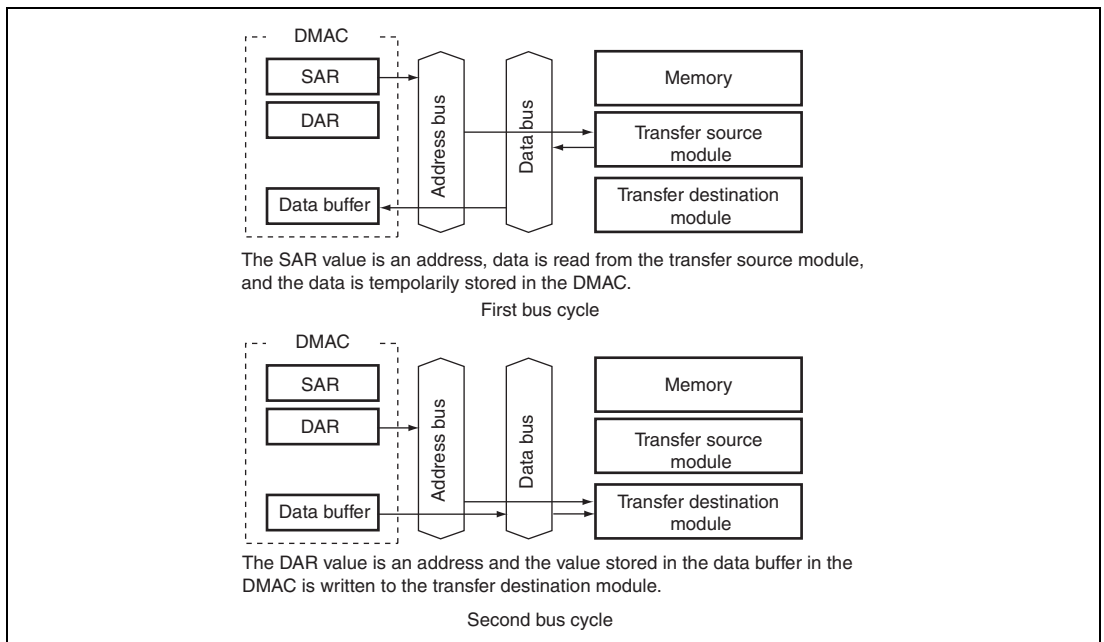 DMAC
SAR
DAR
Data buffer
Address bus
Data bus
Memory
Transfer source
module
Transfer destination
module
The SAR value is an address, data is read from the transfer source module,
and the data is tempolarily stored in the DMAC.
First bus cycle
DMAC
SAR
DAR
Data buffer
Address bus
Data bus
Memory
Transfer source
module
Transfer destination
module
The DAR value is an address and the value stored in the data buffer in the
DMAC is written to the transfer destination module.
Second bus cycle